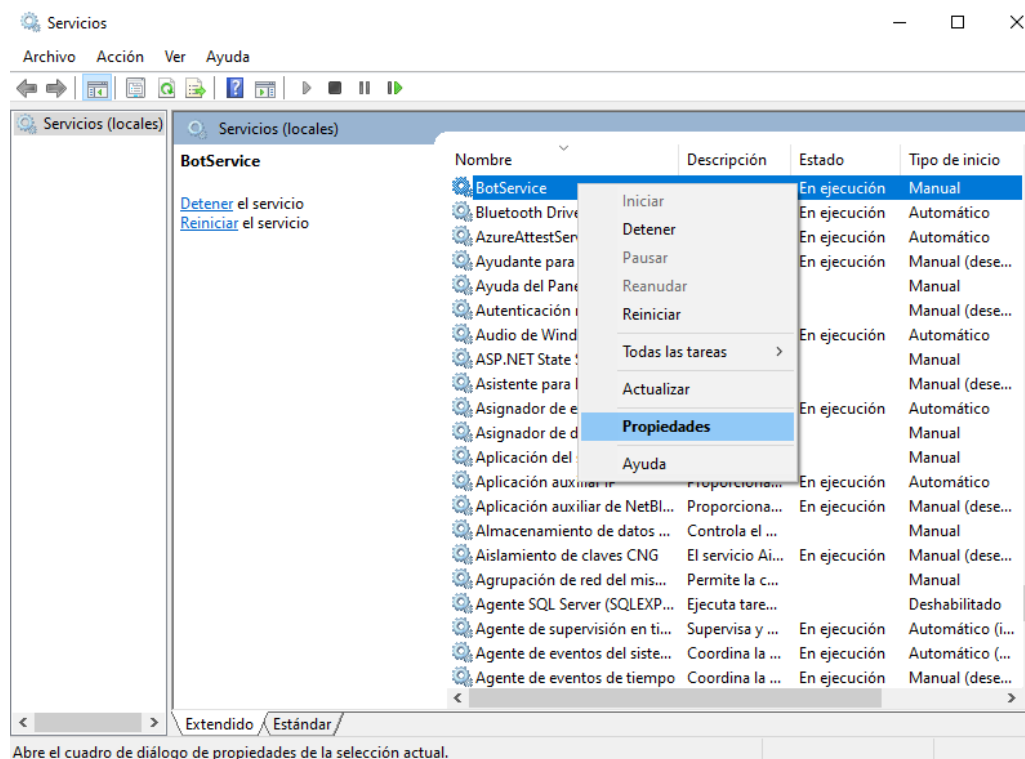 Servicios
Archivo Acción Ver Ayuda
Servicios (locales)
Servicios (locales)
BotService
Detener el servicio
Reiniciar el servicio
Nombre Descripción Estado Tipo de inicio
BotService En ejecución Manual
Bluetooth Drive En ejecución Automático
AzureAttestSer En ejecución Automático
Ayudante para En ejecución Manual (dese...
Ayuda del Pane Manual
Autenticación Manual (dese...
Audio de Wind En ejecución Automático
ASP.NET State Manual
Asistente para Manual (dese...
Asignador de e En ejecución Automático
Asignador de d Manual
Aplicación del Manual
Aplicación auxiliar IP Proporciona... En ejecución Automático
Aplicación auxiliar de NetBI... Proporciona... En ejecución Manual (dese...
Almacenamiento de datos ... Controla el ... Manual
Aislamiento de claves CNG El servicio Ai... En ejecución Manual (dese...
Agrupación de red del mis... Permite la c... Manual
Agente SQL Server (SQLEXP... Ejecuta tare... Deshabilitado
Agente de supervisión en ti... Supervisa y ... En ejecución Automático (i...
Agente de eventos del siste... Coordina la ... En ejecución Automático (...
Agente de eventos de tiempo Coordina la ... En ejecución Manual (dese...
Iniciar
Detener
Pausar
Reanudar
Reiniciar
Todas las tareas
Actualizar
Propiedades
Ayuda
Extendido Estándar
Abre el cuadro de diálogo de propiedades de la selección actual.